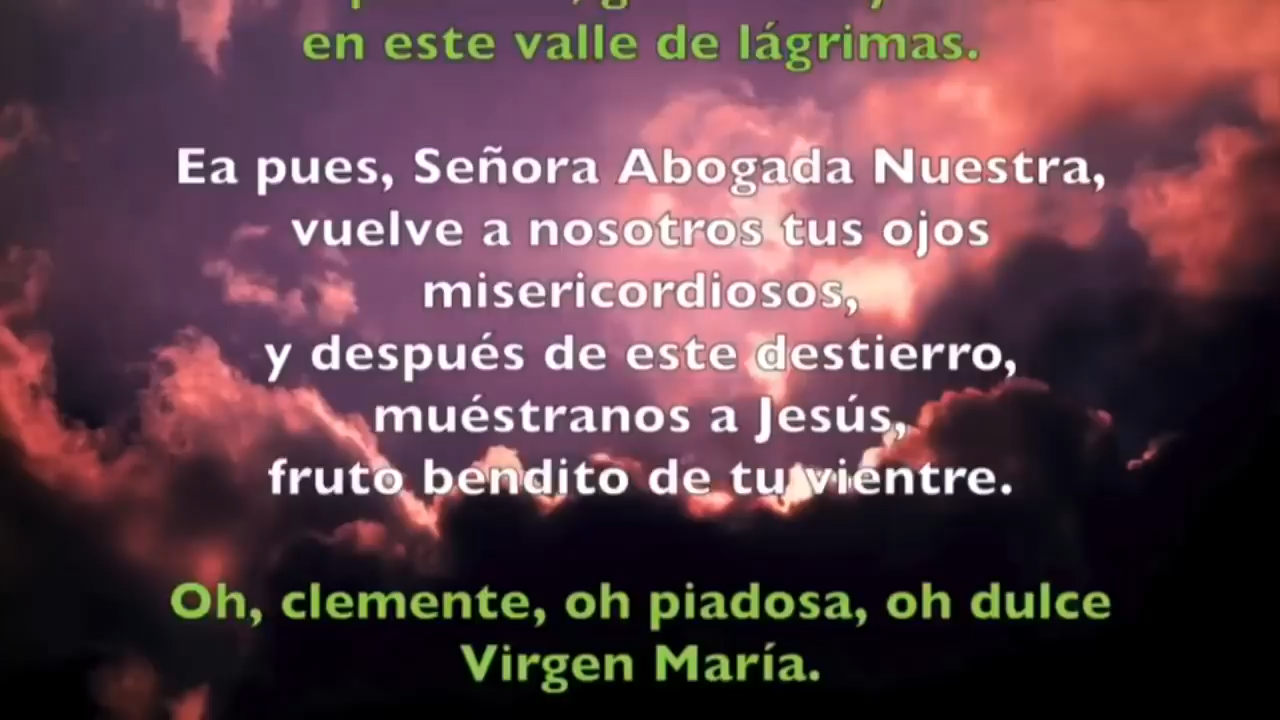 en este valle de lágrimas.
Ea pues, Señora Abogada Nuestra,
vuelve a nosotros tus ojos
misericordiosos,
y después de este destierro,
muéstranos a Jesús,
fruto bendito de tu vientre.
Oh, clemente, oh piadosa, oh dulce
Virgen María.